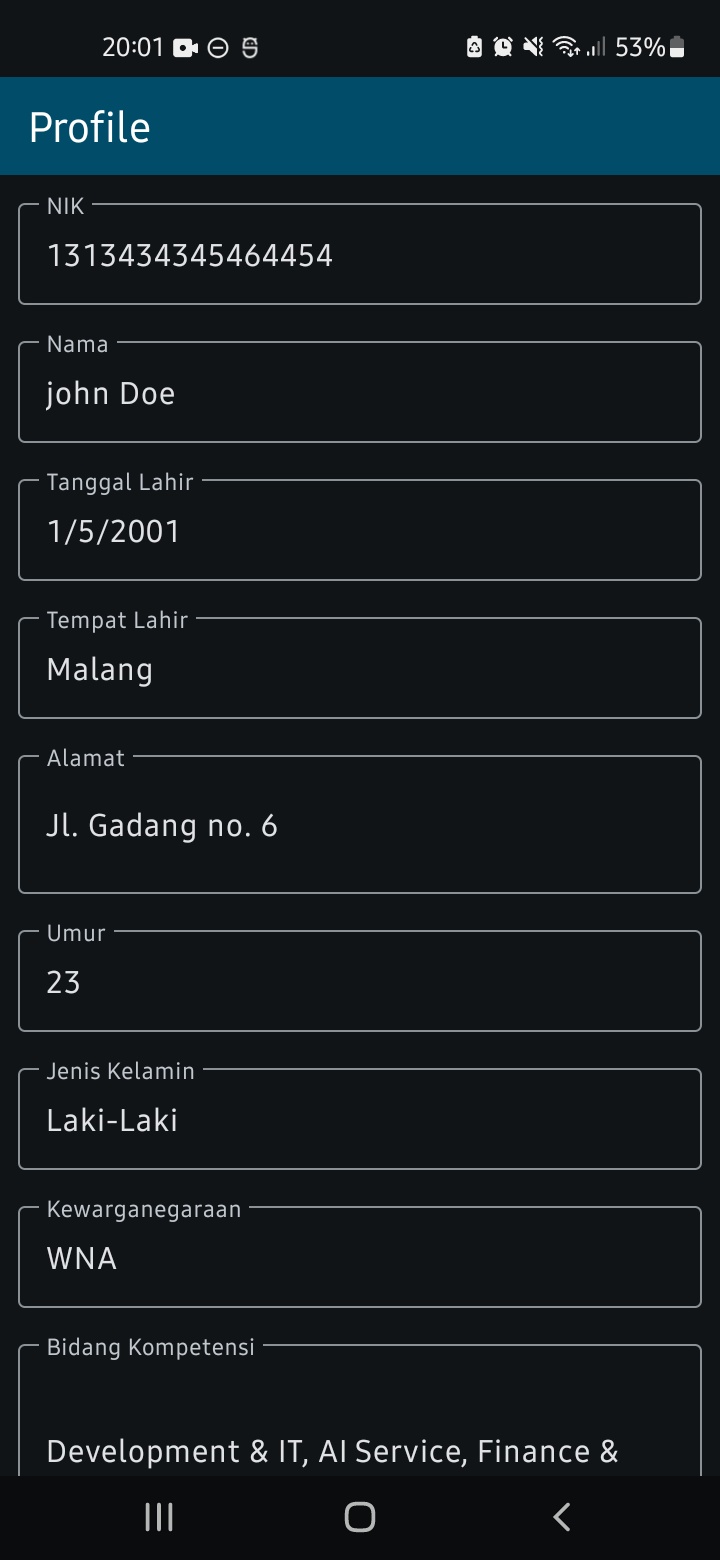 20:01
53%
Profile
NIK
1313434345464454
Nama
john Doe
Tanggal Lahir
1/5/2001
Tempat Lahir
Malang
Alamat
Jl. Gadang no. 6
Umur
23
Jenis Kelamin
Laki-Laki
Kewarganegaraan
WNA
Bidang Kompetensi
Development & IT, AI Service, Finance &